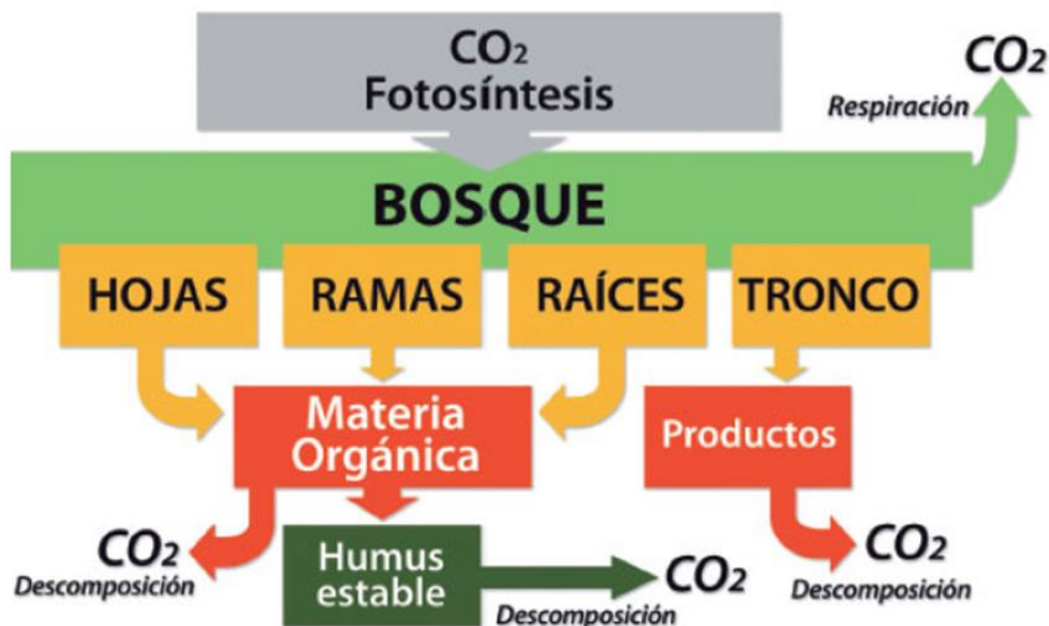 CO₂
Fotosíntesis
CO₂
Respiración
BOSQUE
HOJAS
RAMAS
RAÍCES
TRONCO
Materia
Orgánica
Productos
CO₂
Descomposición
Humus
estable
CO₂
Descomposición
CO₂
Descomposición